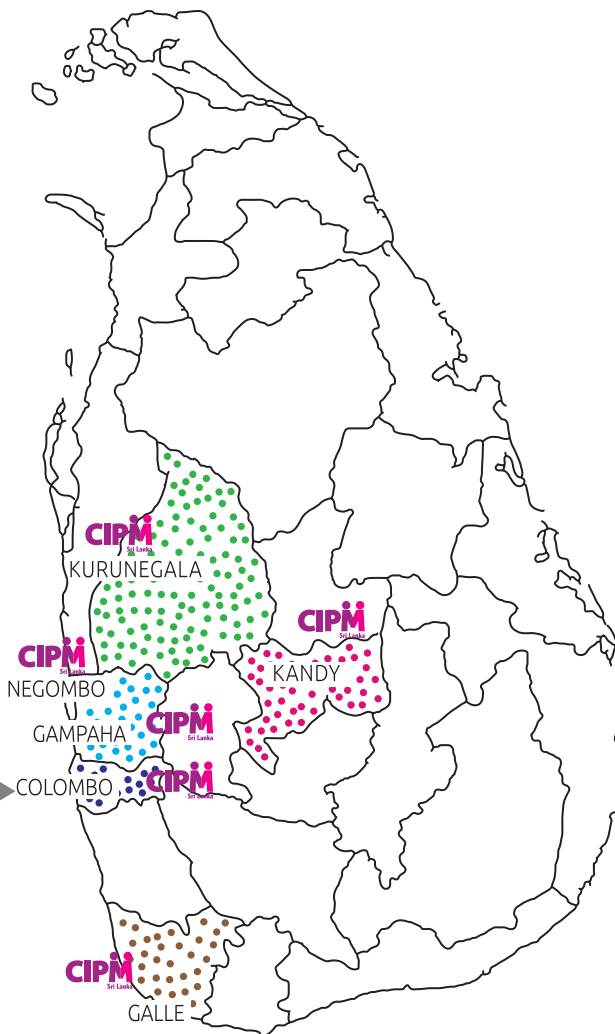 CIPM
Sri Lanka
KURUNEGALA
CIPM
Sri Lanka
KANDY
CIPM
Sri Lanka
NEGOMBO
CIPM
Sri Lanka
GAMPAHA
CIPM
Sri Lanka
COLOMBO
CIPM
Sri Lanka
GALLE